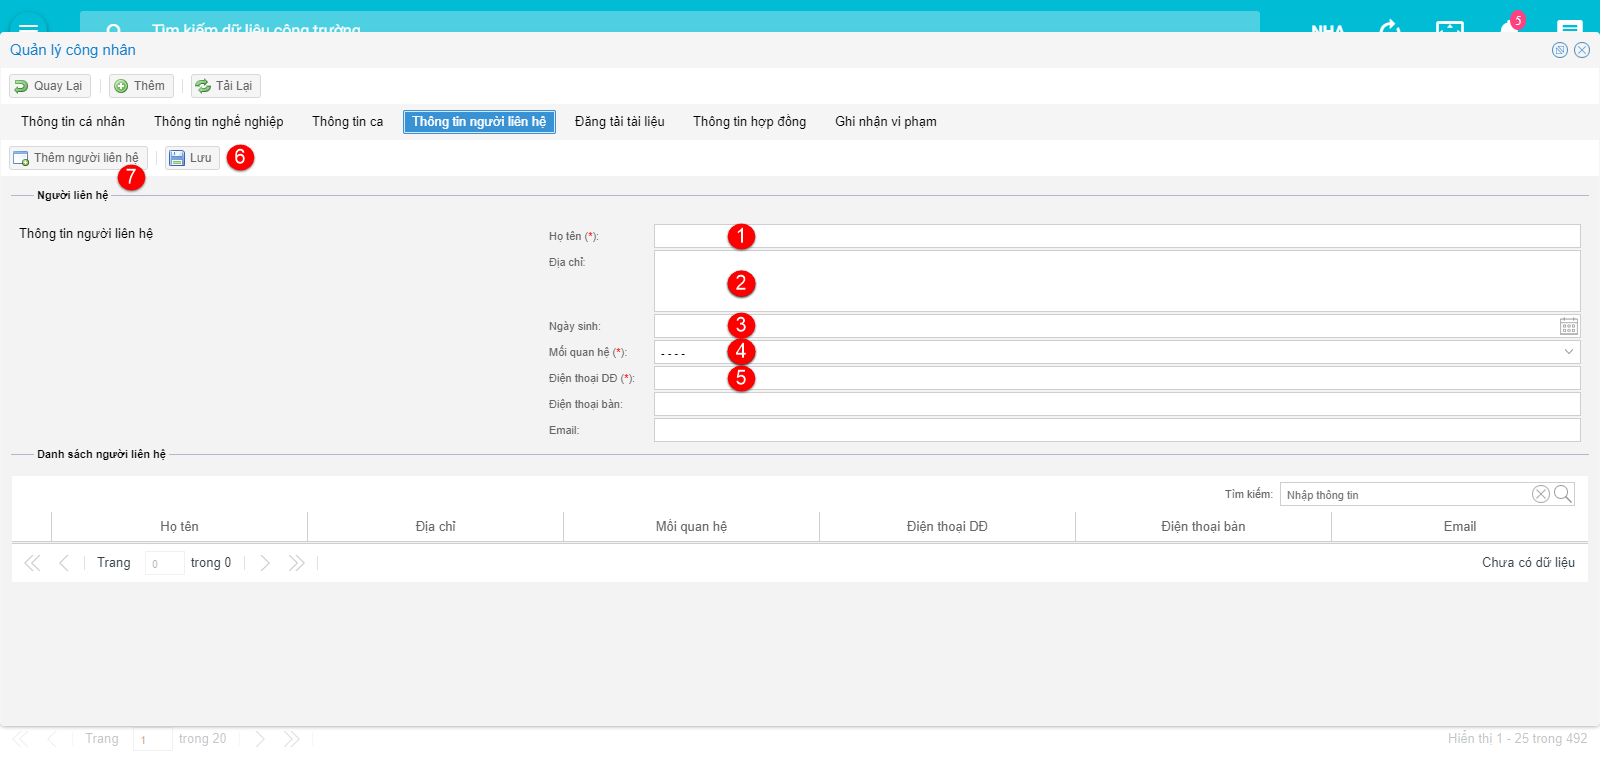 Tìm kiếm dữ liệu công trường
NHA
5
Quản lý công nhân
Quay Lại
Thêm
Tải Lại
Thông tin cá nhân
Thông tin nghề nghiệp
Thông tin ca
Thông tin người liên hệ
Đăng tải tài liệu
Thông tin hợp đồng
Ghi nhận vi phạm
Thêm người liên hệ
Lưu
6
7
Người liên hệ
Thông tin người liên hệ
Họ tên (*):
1
Địa chỉ:
2
Ngày sinh:
3
Mối quan hệ (*):
- - - -
4
Điện thoại DĐ (*):
5
Điện thoại bàn:
Email:
Danh sách người liên hệ
Tìm kiếm:
Nhập thông tin
Họ tên
Địa chỉ
Mối quan hệ
Điện thoại DĐ
Điện thoại bàn
Email
Trang
0
trong 0
Chưa có dữ liệu
Trang
1
trong 20
Hiển thị 1 - 25 trong 492